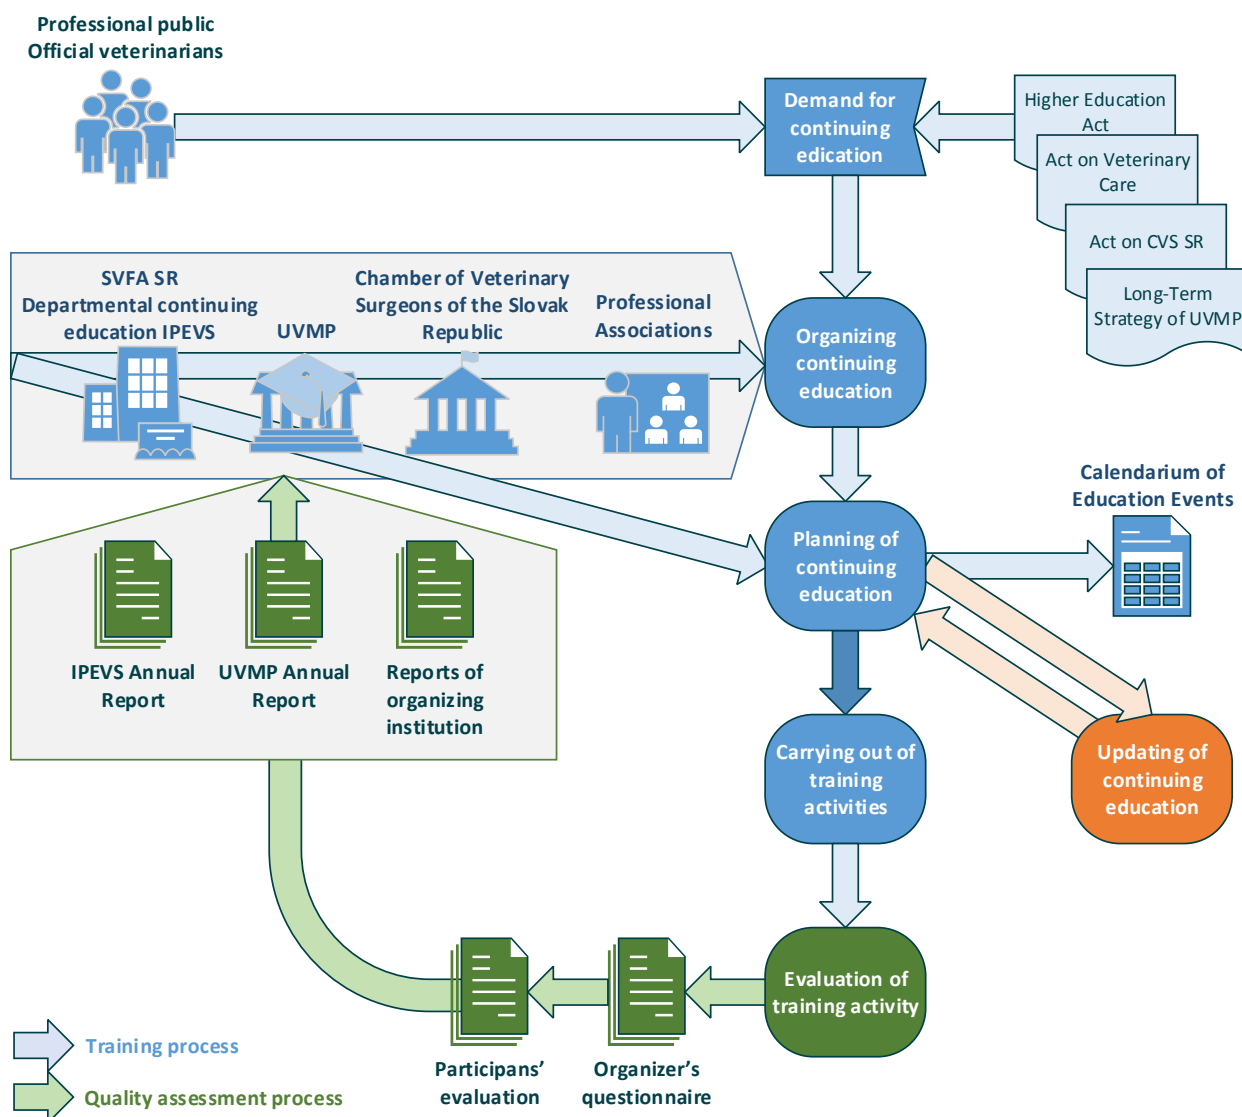 Professional public
Official veterinarians
Demand for
continuing
edication
Higher Education
Act
Act on Veterinary
Care
Act on CVS SR
Long-Term
Strategy of UVMP
SVFA SR
Departmental continuing
education IPEVS
UVMP
Chamber of Veterinary
Surgeons of the Slovak
Republic
Professional
Associations
Organizing
continuing
education
Planning of
continuing
education
Calendarium of
Education Events
IPEVS Annual
Report
UVMP Annual
Report
Reports of
organizing
institution
Carrying out of
training
activities
Updating of
continuing
education
Evaluation of
training activity
Participans'
evaluation
Organizer's
questionnaire
Training process
Quality assessment process